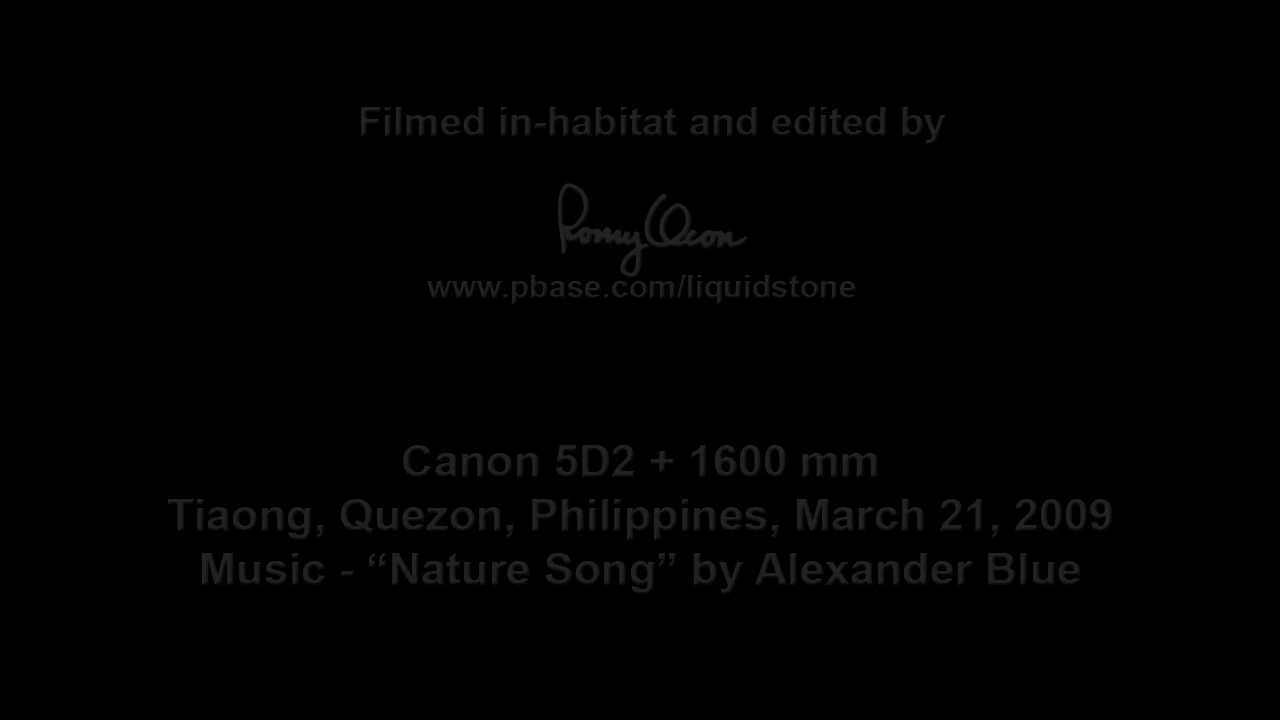 Filmed in-habitat and edited by
Romy Ocon
www.pbase.com/liquidstone
Canon 5D2 + 1600 mm
Tiaong, Quezon, Philippines, March 21, 2009
Music - “Nature Song” by Alexander Blue